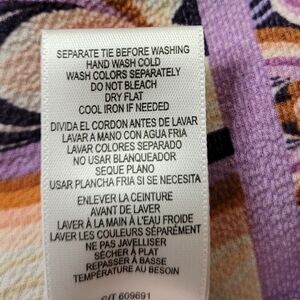 SEPARATE TIE BEFORE WASHING
HAND WASH COLD
WASH COLORS SEPARATELY
DO NOT BLEACH
DRY FLAT
COOL IRON IF NEEDED
DIVIDA EL CORDON ANTES DE LAVAR
LAVAR A MANO CON AGUA FRIA
LAVAR COLORES SEPARADO
NO USAR BLANQUEADOR
SEQUE PLANO
USAR PLANCHA FRIA SI SE NECESITA
ENLEVER LA CEINTURE
AVANT DE LAVER
LAVER À LA MAIN À L'EAU FROIDE
LAVER LES COULEURS SÉPARÉMENT
NE PAS JAVELLISER
SÉCHER À PLAT
REPASSER À BASSE
TEMPÉRATURE AU BESOIN
C/T 609691